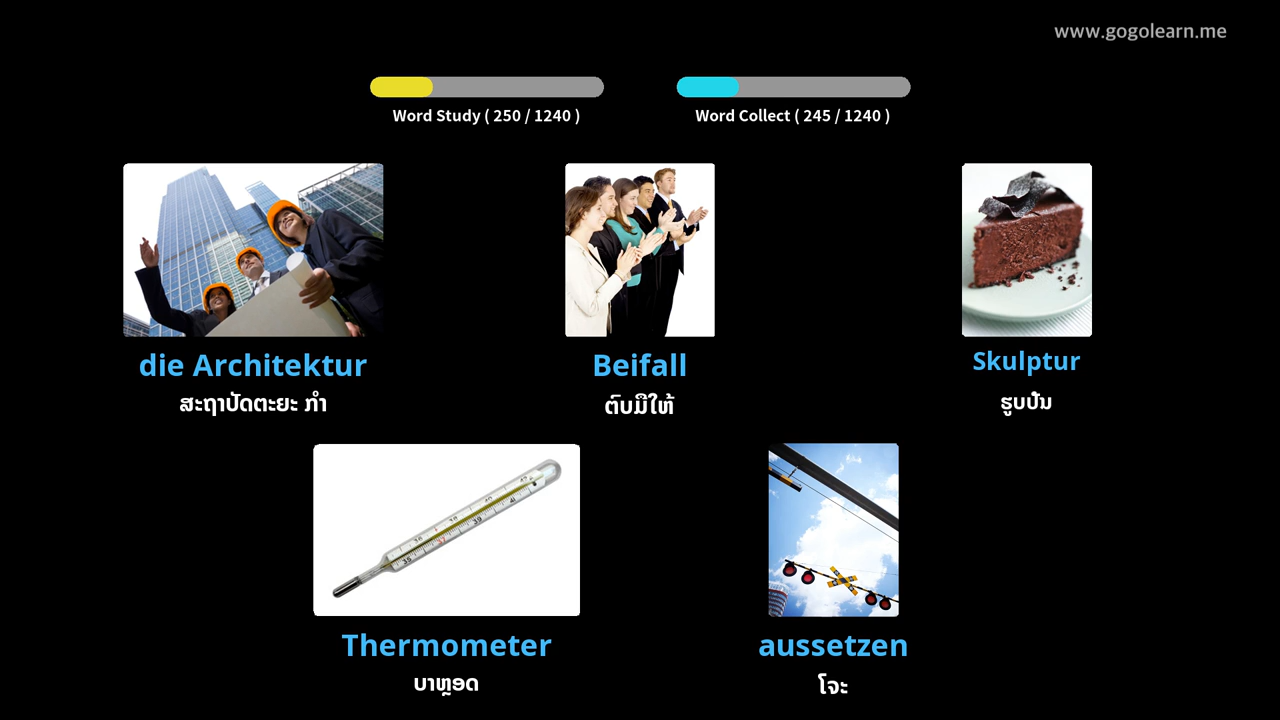 www.gogolearn.me
Word Study ( 250 / 1240 )
Word Collect ( 245 / 1240 )
die Architektur
ສະຖາປັດຕະຍະ ກຳ
Beifall
ຕົບມືໃຫ້
Skulptur
ຮູບປັ້ນ
Thermometer
ບາຫຼອດ
aussetzen
ໂຈະ